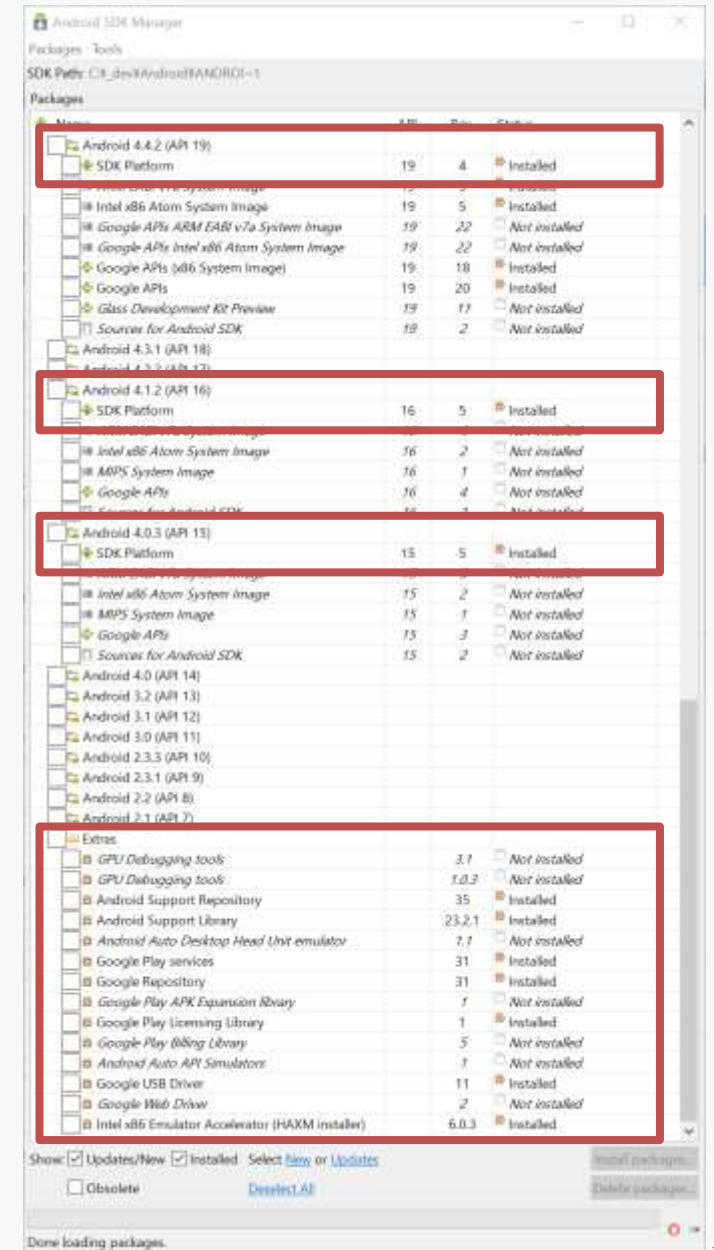 Android SDK Manager
Packages Tools
SDK Path:
Packages
Android 4.4.2 (API 19)
SDK Platform 19 4 Installed
Intel x86 Atom System Image 19 5 Installed
Google APIs ARM EABI v7a System Image 19 22 Not installed
Google APIs Intel x86 Atom System Image 19 22 Not installed
Google APIs (x86 System Image) 19 18 Installed
Google APIs 19 20 Installed
Glass Development Kit Preview 19 11 Not installed
Sources for Android SDK 19 2 Not installed
Android 4.3.1 (API 18)
Android 4.1.2 (API 16)
SDK Platform 16 5 Installed
Intel x86 Atom System Image 16 2 Not installed
MIPS System Image 16 1 Not installed
Google APIs 16 4 Not installed
Android 4.0.3 (API 15)
SDK Platform 15 5 Installed
Intel x86 Atom System Image 15 2 Not installed
MIPS System Image 15 1 Not installed
Google APIs 15 3 Not installed
Sources for Android SDK 15 2 Not installed
Android 4.0 (API 14)
Android 3.2 (API 13)
Android 3.1 (API 12)
Android 3.0 (API 11)
Android 2.3.3 (API 10)
Android 2.3.1 (API 9)
Android 2.2 (API 8)
Android 2.1 (API 7)
Extras
GPU Debugging tools 3.1 Not installed
GPU Debugging tools 1.0.3 Not installed
Android Support Repository 35 Installed
Android Support Library 23.2.1 Installed
Android Auto Desktop Head Unit emulator 1.1 Not installed
Google Play services 31 Installed
Google Repository 31 Installed
Google Play APK Expansion library 1 Not installed
Google Play Licensing Library 1 Installed
Google Play Billing Library 5 Not installed
Android Auto API Simulators 1 Not installed
Google USB Driver 11 Installed
Google Web Driver 2 Not installed
Intel x86 Emulator Accelerator (HAXM installer) 6.0.3 Installed
Show: Updates/New Installed Select New or Updates
Install packages...
Obsolete Deselect All
Delete packages...
Done loading packages.